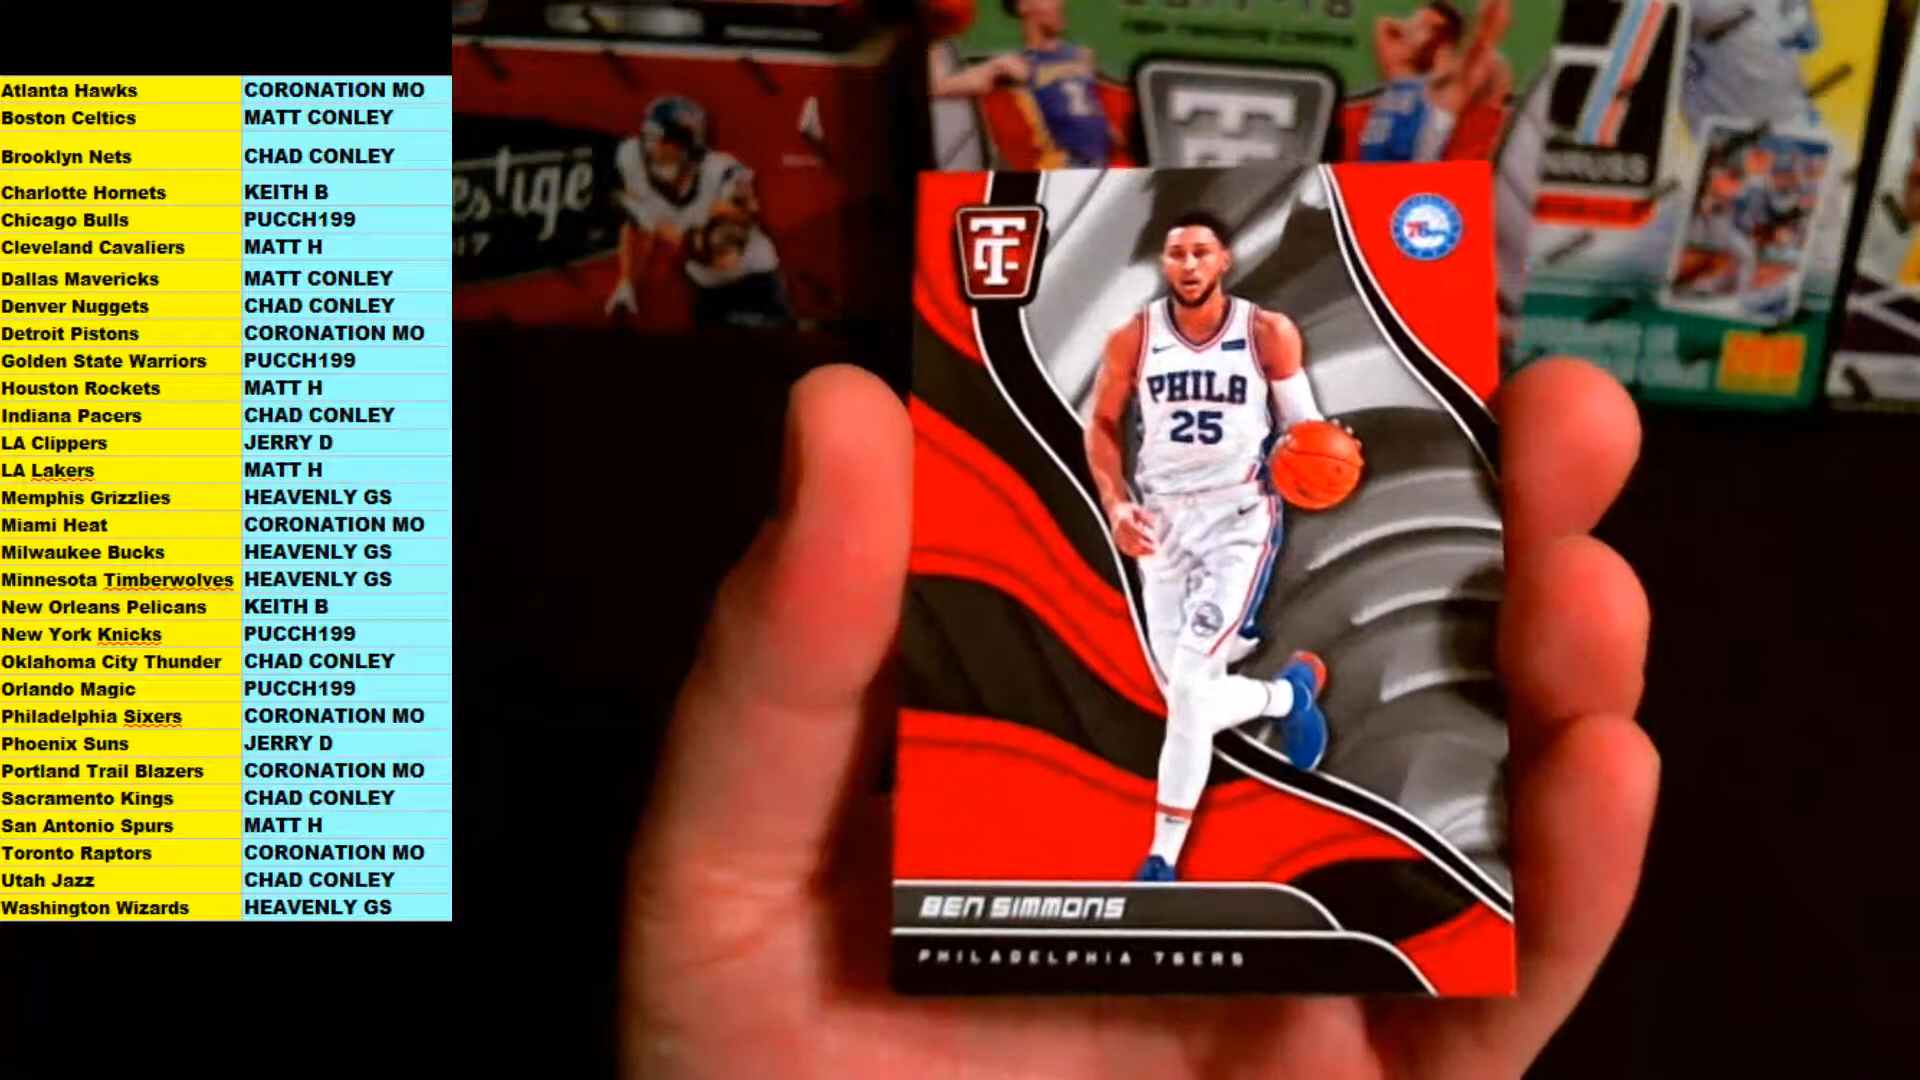 Atlanta Hawks CORONATION MO
Boston Celtics MATT CONLEY
Brooklyn Nets CHAD CONLEY
Charlotte Hornets KEITH B
Chicago Bulls PUCCH199
Cleveland Cavaliers MATT H
Dallas Mavericks MATT CONLEY
Denver Nuggets CHAD CONLEY
Detroit Pistons CORONATION MO
Golden State Warriors PUCCH199
Houston Rockets MATT H
Indiana Pacers CHAD CONLEY
LA Clippers JERRY D
LA Lakers MATT H
Memphis Grizzlies HEAVENLY GS
Miami Heat CORONATION MO
Milwaukee Bucks HEAVENLY GS
Minnesota Timberwolves HEAVENLY GS
New Orleans Pelicans KEITH B
New York Knicks PUCCH199
Oklahoma City Thunder CHAD CONLEY
Orlando Magic PUCCH199
Philadelphia Sixers CORONATION MO
Phoenix Suns JERRY D
Portland Trail Blazers CORONATION MO
Sacramento Kings CHAD CONLEY
San Antonio Spurs MATT H
Toronto Raptors CORONATION MO
Utah Jazz CHAD CONLEY
Washington Wizards HEAVENLY GS
PHILA
25
BEN SIMMONS
PHILADELPHIA 76ERS